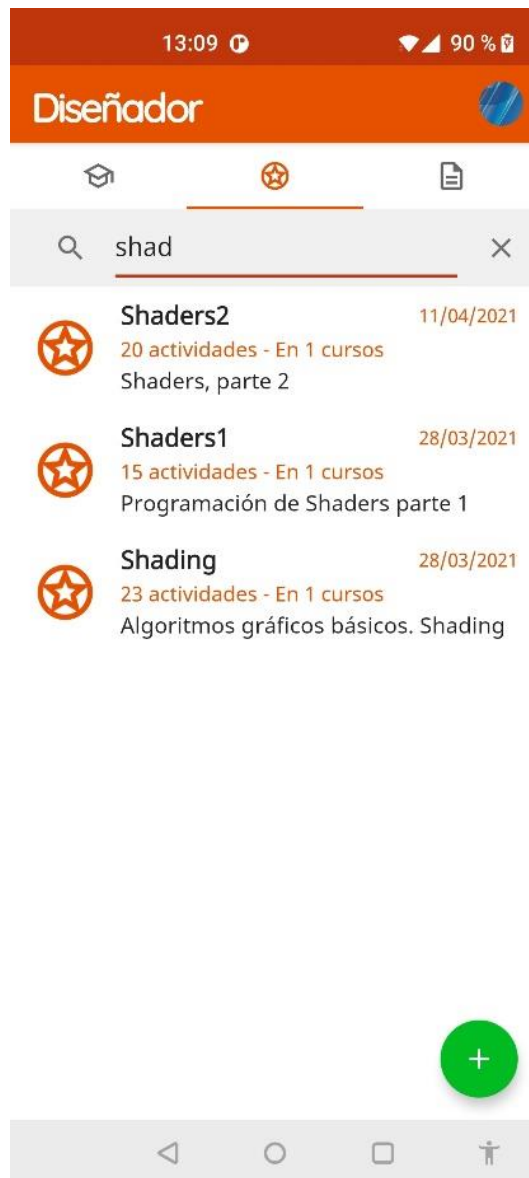 13:09 90 %
Diseñador
shad
Shaders2 11/04/2021
20 actividades - En 1 cursos
Shaders, parte 2
Shaders1 28/03/2021
15 actividades - En 1 cursos
Programación de Shaders parte 1
Shading 28/03/2021
23 actividades - En 1 cursos
Algoritmos gráficos básicos. Shading